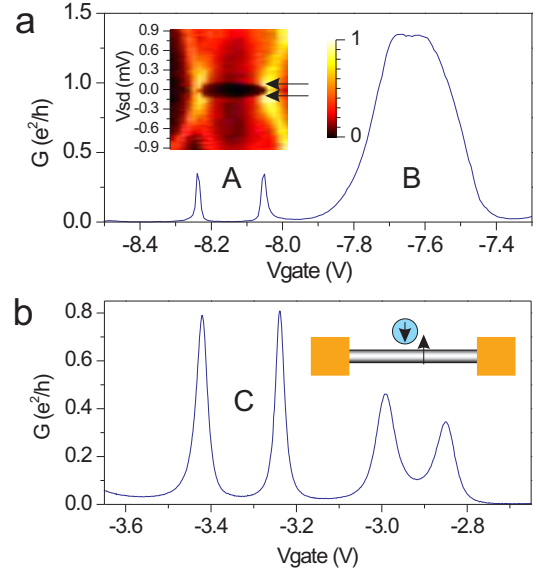 a
1.5
1.0
0.5
0.0
G (e²/h)
0.9
0.6
0.3
0.0
-0.3
-0.6
-0.9
Vsd (mV)
1
0
A
B
-8.4
-8.2
-8.0
-7.8
-7.6
-7.4
Vgate (V)
b
0.8
0.6
0.4
0.2
0.0
G (e²/h)
C
-3.6
-3.4
-3.2
-3.0
-2.8
Vgate (V)